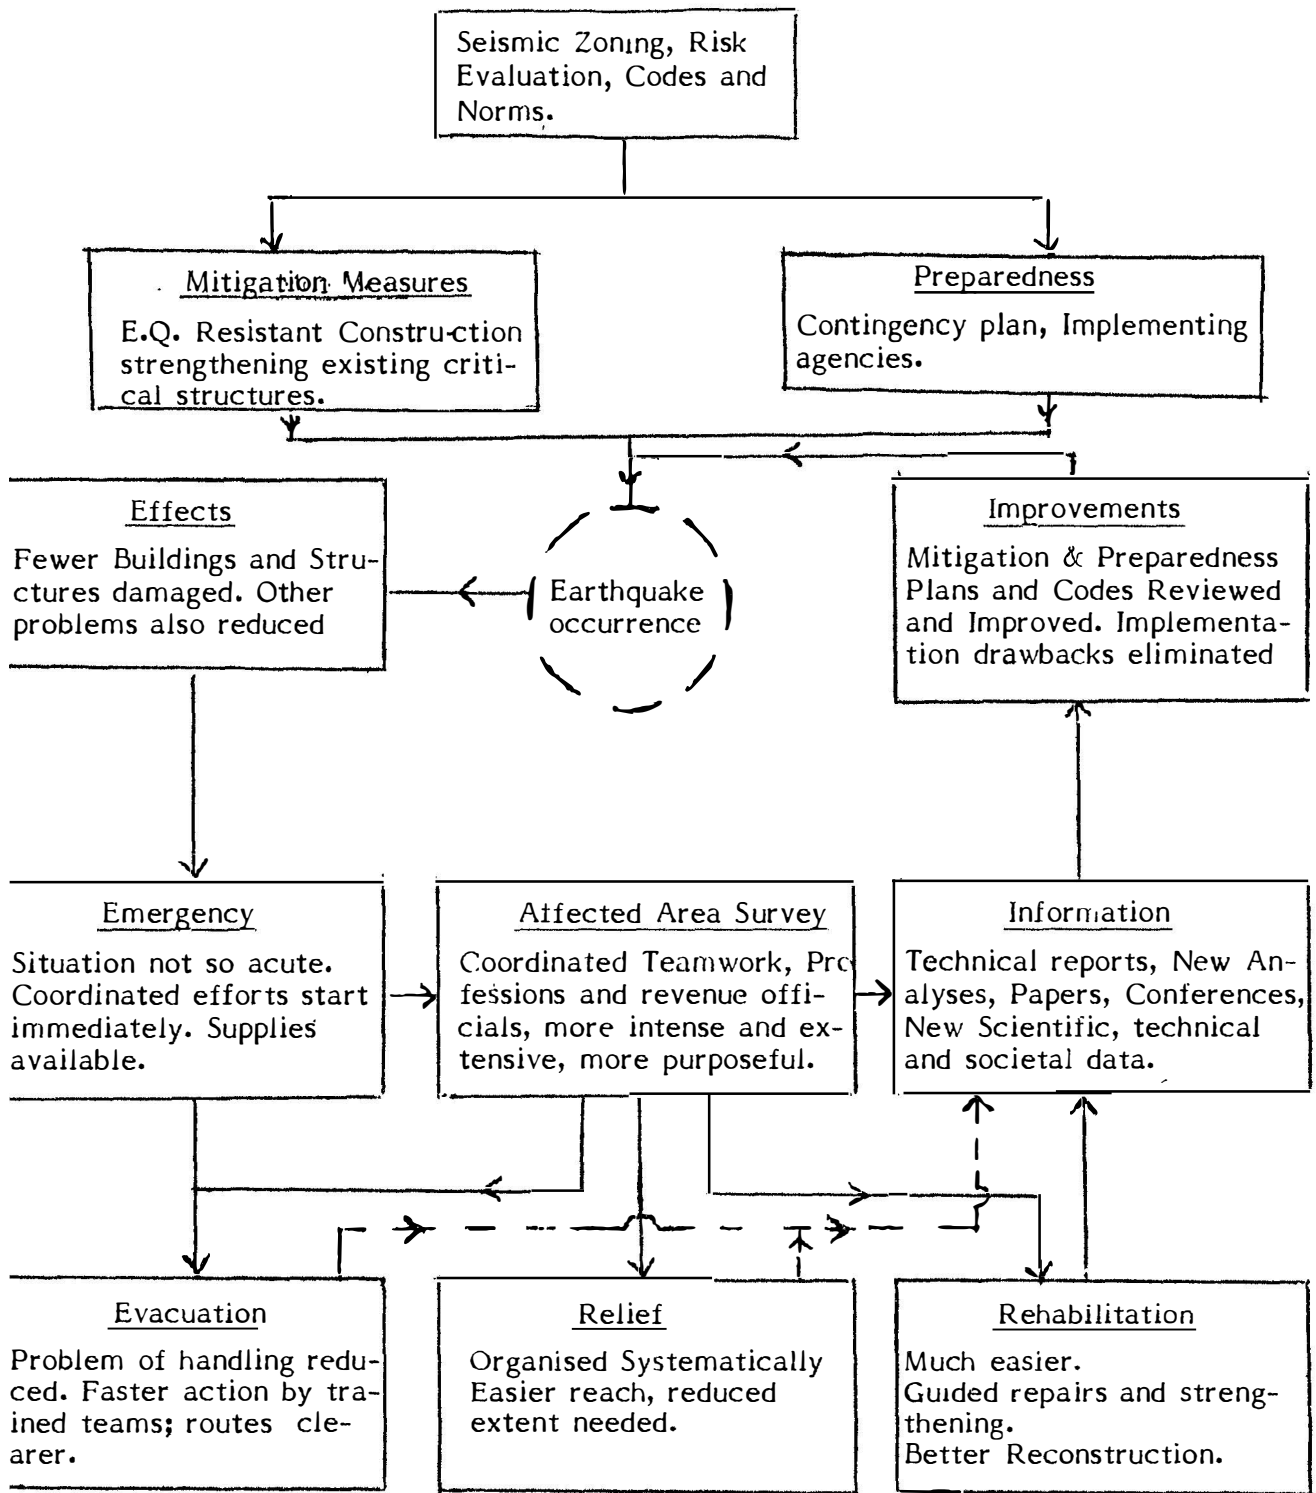 Seismic Zoning, Risk
Evaluation, Codes and
Norms.
Mitigation Measures
E.Q. Resistant Construction
strengthening existing criti-
cal structures.
Preparedness
Contingency plan, Implementing
agencies.
Effects
Fewer Buildings and Stru-
ctures damaged. Other
problems also reduced
Earthquake
occurrence
Improvements
Mitigation & Preparedness
Plans and Codes Reviewed
and Improved. Implementa-
tion drawbacks eliminated
Emergency
Situation not so acute.
Coordinated efforts start
immediately. Supplies
available.
Affected Area Survey
Coordinated Teamwork, Pro
fessions and revenue offi-
cials, more intense and ex-
tensive, more purposeful.
Information
Technical reports, New An-
alyses, Papers, Conferences,
New Scientific, technical
and societal data.
Evacuation
Problem of handling redu-
ced. Faster action by tra-
ined teams; routes cle-
arer.
Relief
Organised Systematically
Easier reach, reduced
extent needed.
Rehabilitation
Much easier.
Guided repairs and streng-
thening.
Better Reconstruction.